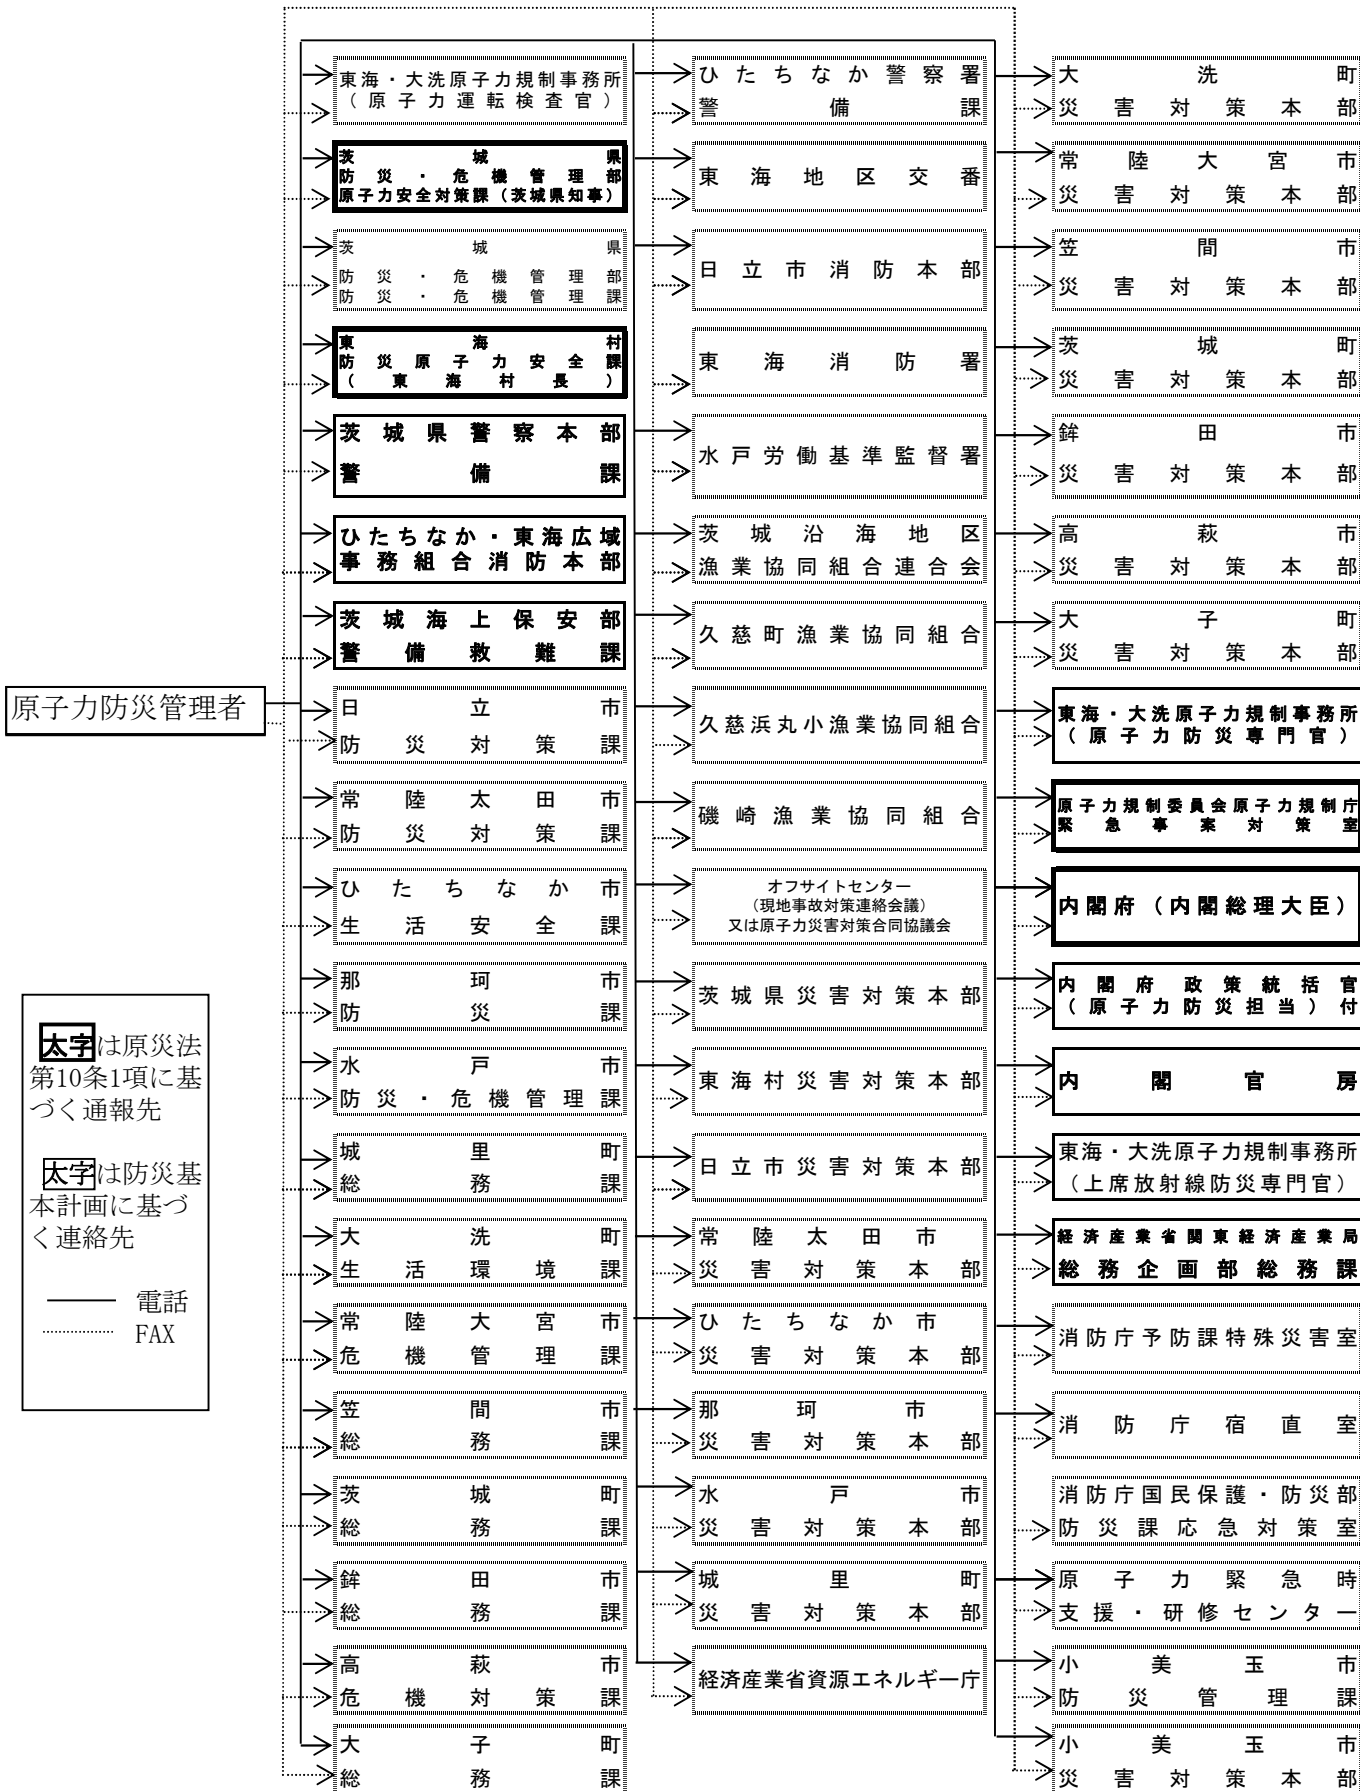 原子力防災管理者
太字は原災法
第10条1項に基
づく通報先
太字は防災基
本計画に基づ
く連絡先
電話
FAX
東海・大洗原子力規制事務所
(原子力運転検査官)
茨城県
防災・危機管理部
原子力安全対策課(茨城県知事)
茨城県
防災・危機管理部
防災・危機管理課
東海村
防災原子力安全課
(東海村長)
茨城県警察本部
警備課
ひたちなか・東海広域
事務組合消防本部
茨城海上保安部
警備救難課
日立市
防災対策課
常陸太田市
防災対策課
ひたちなか市
生活安全課
那珂市
防災課
水戸市
防災・危機管理課
城里町
総務課
大洗町
生活環境課
常陸大宮市
危機管理課
笠間市
総務課
茨城町
総務課
鉾田市
総務課
高萩市
危機対策課
大子町
総務課
ひたちなか警察署
警備課
東海地区交番
日立市消防本部
東海消防署
水戸労働基準監督署
茨城沿海地区
漁業協同組合連合会
久慈町漁業協同組合
久慈浜丸小漁業協同組合
磯崎漁業協同組合
オフサイトセンター
(現地事故対策連絡会議)
又は原子力災害対策合同協議会
茨城県災害対策本部
東海村災害対策本部
日立市災害対策本部
常陸太田市
災害対策本部
ひたちなか市
災害対策本部
那珂市
災害対策本部
水戸市
災害対策本部
城里町
災害対策本部
経済産業省資源エネルギー庁
大洗町
災害対策本部
常陸大宮市
災害対策本部
笠間市
災害対策本部
茨城町
災害対策本部
鉾田市
災害対策本部
高萩市
災害対策本部
大子町
災害対策本部
東海・大洗原子力規制事務所
(原子力防災専門官)
原子力規制委員会原子力規制庁
緊急事案対策室
内閣府(内閣総理大臣)
内閣府政策統括官
(原子力防災担当)付
内閣官房
東海・大洗原子力規制事務所
(上席放射線防災専門官)
経済産業省関東経済産業局
総務企画部総務課
消防庁予防課特殊災害室
消防庁宿直室
消防庁国民保護・防災部
防災課応急対策室
原子力緊急時
支援・研修センター
小美玉市
防災管理課
小美玉市
災害対策本部